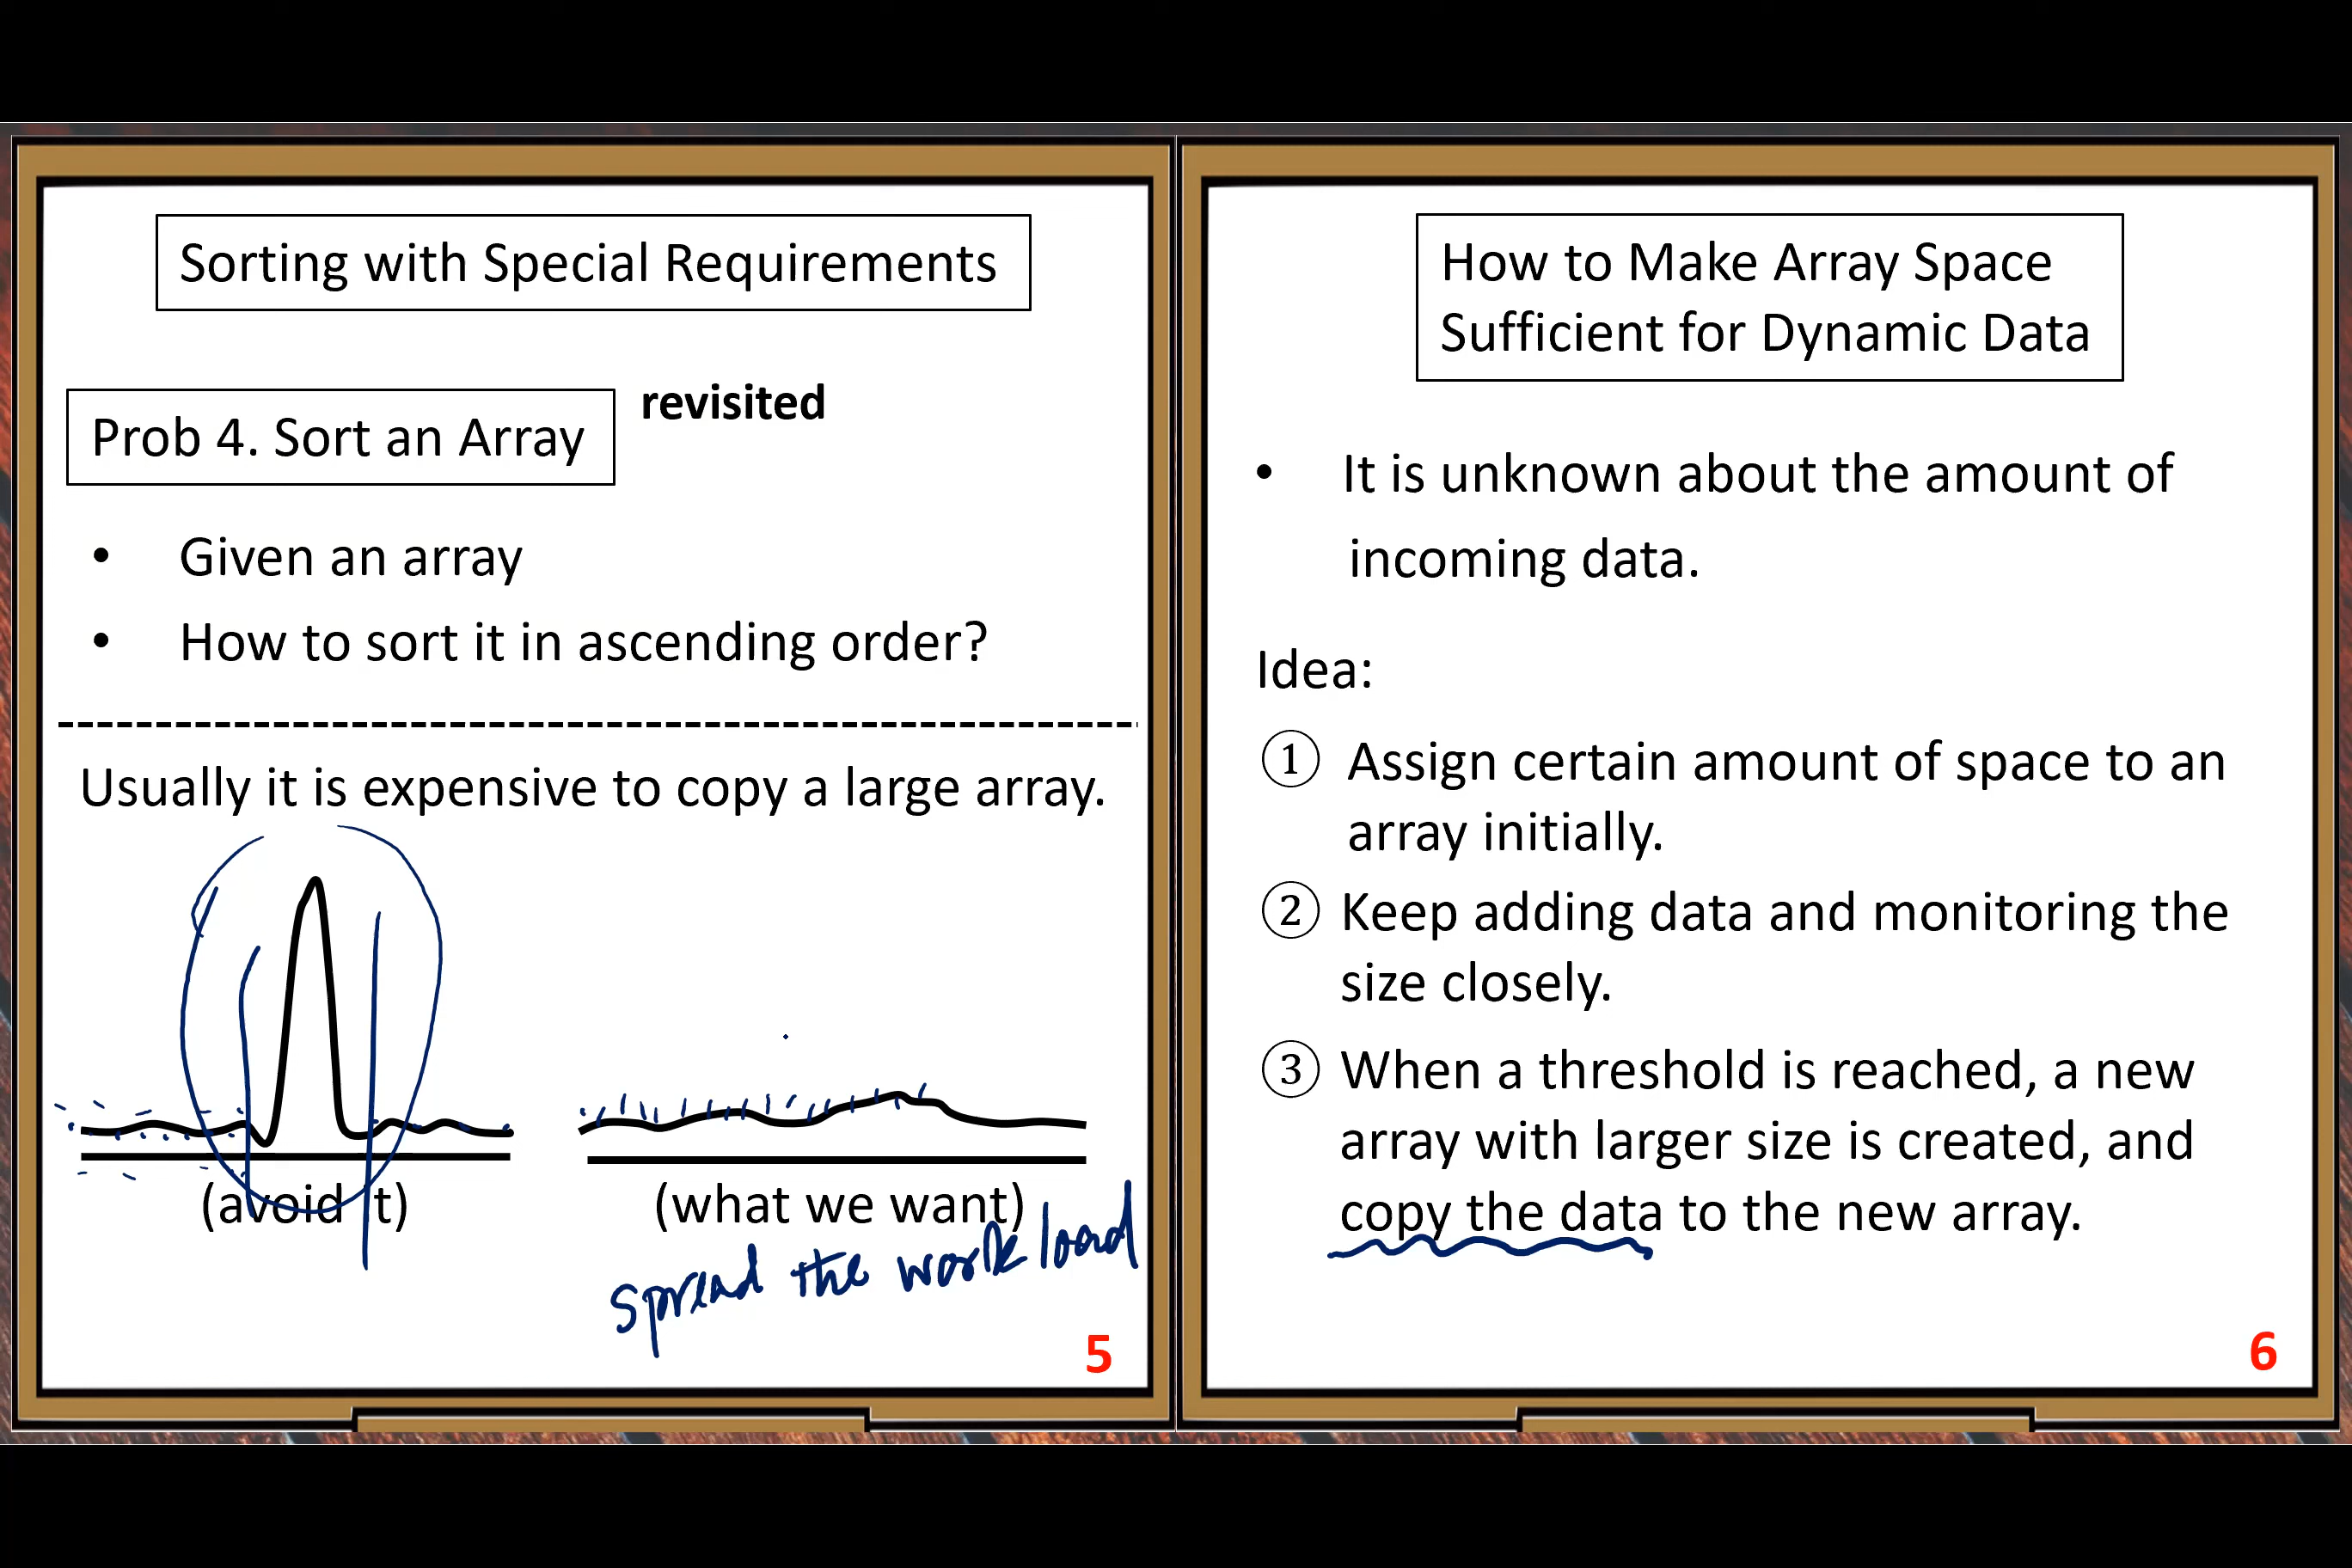 Sorting with Special Requirements
revisited
Prob 4. Sort an Array
• Given an array
• How to sort it in ascending order?
Usually it is expensive to copy a large array.
(avoid it)
(what we want)
spread the workload
5
How to Make Array Space
Sufficient for Dynamic Data
• It is unknown about the amount of
incoming data.
Idea:
① Assign certain amount of space to an
array initially.
② Keep adding data and monitoring the
size closely.
③ When a threshold is reached, a new
array with larger size is created, and
copy the data to the new array.
6